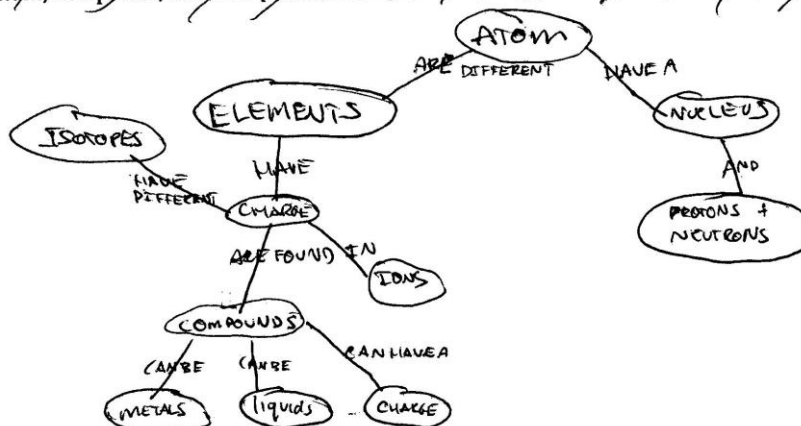 ATOM
ARE DIFFERENT
HAVE A
ELEMENTS
NUCLEUS
ISOTOPES
HAVE
AND
HAVE DIFFERENT
CHARGE
PROTONS +
NEUTRONS
ARE FOUND IN
IONS
COMPOUNDS
CAN BE
CAN BE
CAN HAVE A
METALS
liquids
CHARGE